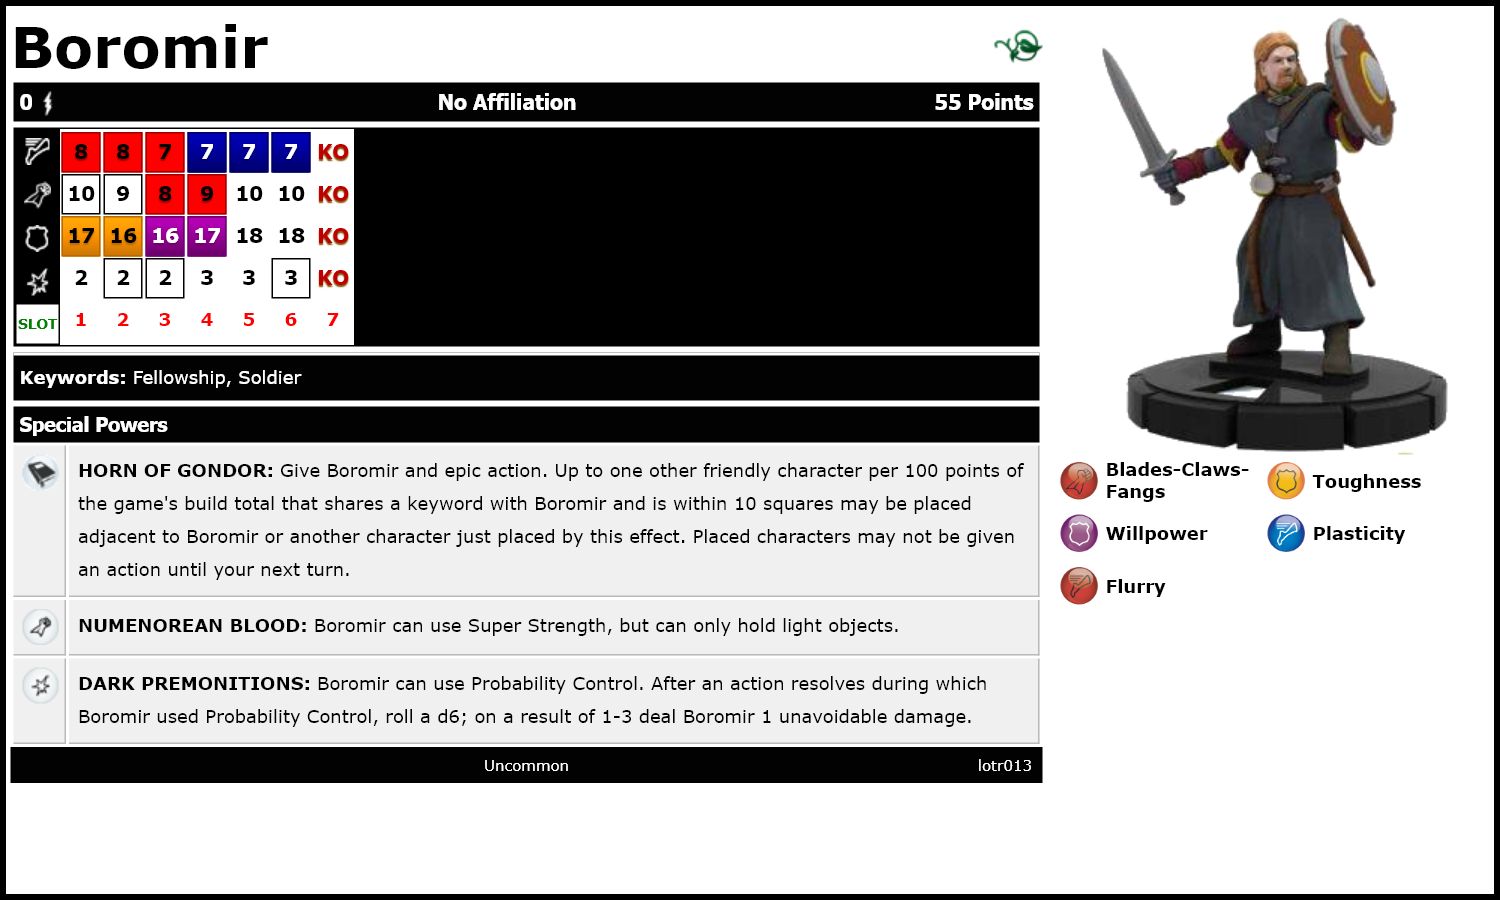 Boromir
0 No Affiliation 55 Points
8 8 7 7 7 7 KO
10 9 8 9 10 10 KO
17 16 16 17 18 18 KO
2 2 2 3 3 3 KO
SLOT 1 2 3 4 5 6 7
Keywords: Fellowship, Soldier
Special Powers
HORN OF GONDOR: Give Boromir and epic action. Up to one other friendly character per 100 points of
the game's build total that shares a keyword with Boromir and is within 10 squares may be placed
adjacent to Boromir or another character just placed by this effect. Placed characters may not be given
an action until your next turn.
NUMENOREAN BLOOD: Boromir can use Super Strength, but can only hold light objects.
DARK PREMONITIONS: Boromir can use Probability Control. After an action resolves during which
Boromir used Probability Control, roll a d6; on a result of 1-3 deal Boromir 1 unavoidable damage.
Uncommon lotr013
Blades-Claws-
Fangs
Toughness
Willpower
Plasticity
Flurry